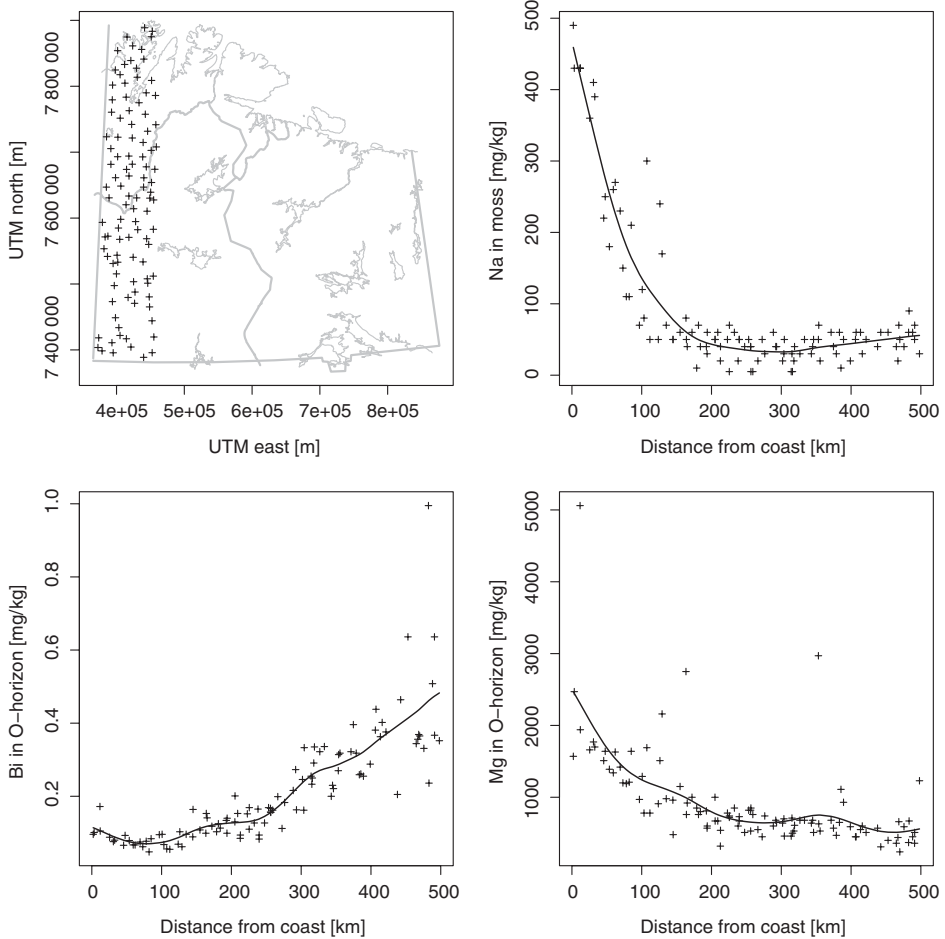 7 400 000 7 600 000 7 800 000
UTM north [m]
4e+05 5e+05 6e+05 7e+05 8e+05
UTM east [m]
0 100 200 300 400 500
Na in moss [mg/kg]
0 100 200 300 400 500
Distance from coast [km]
0.2 0.4 0.6 0.8 1.0
Bi in O−horizon [mg/kg]
0 100 200 300 400 500
Distance from coast [km]
1000 2000 3000 4000 5000
Mg in O−horizon [mg/kg]
0 100 200 300 400 500
Distance from coast [km]